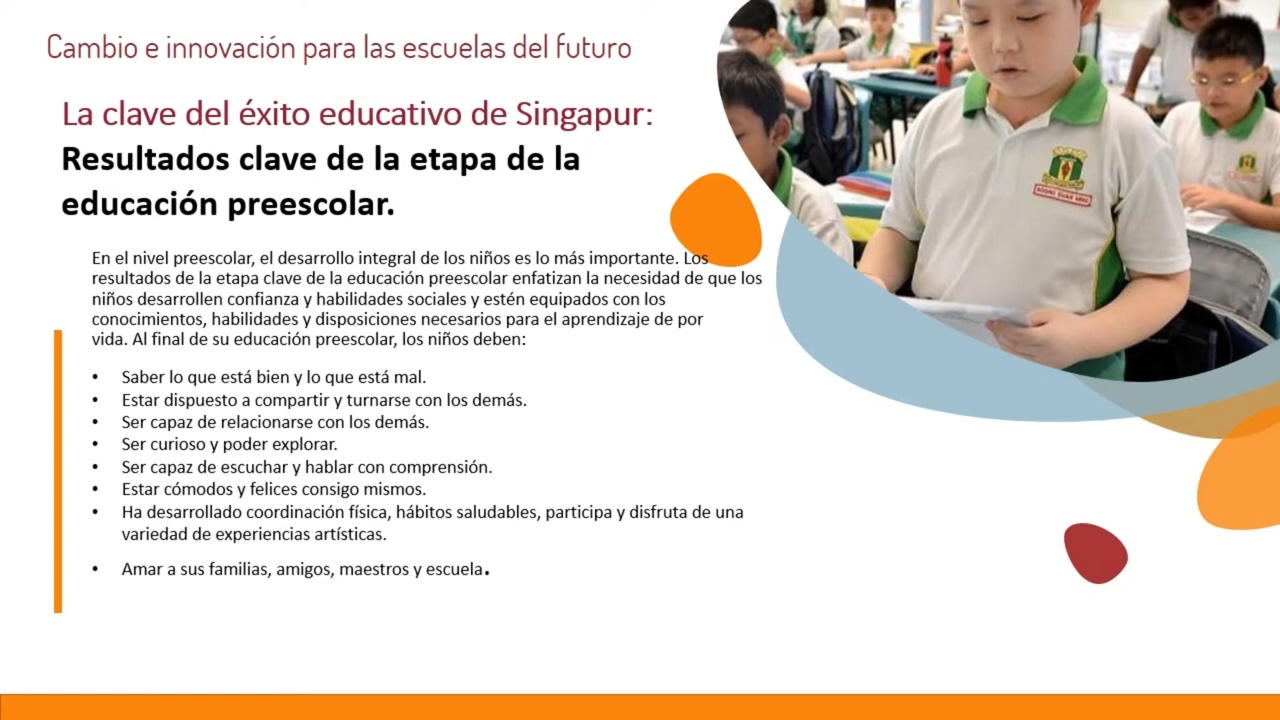 Cambio e innovación para las escuelas del futuro
La clave del éxito educativo de Singapur:
Resultados clave de la etapa de la
educación preescolar.
En el nivel preescolar, el desarrollo integral de los niños es lo más importante. Los
resultados de la etapa clave de la educación preescolar enfatizan la necesidad de que los
niños desarrollen confianza y habilidades sociales y estén equipados con los
conocimientos, habilidades y disposiciones necesarios para el aprendizaje de por
vida. Al final de su educación preescolar, los niños deben:
• Saber lo que está bien y lo que está mal.
• Estar dispuesto a compartir y turnarse con los demás.
• Ser capaz de relacionarse con los demás.
• Ser curioso y poder explorar.
• Ser capaz de escuchar y hablar con comprensión.
• Estar cómodos y felices consigo mismos.
• Ha desarrollado coordinación física, hábitos saludables, participa y disfruta de una
variedad de experiencias artísticas.
• Amar a sus familias, amigos, maestros y escuela.